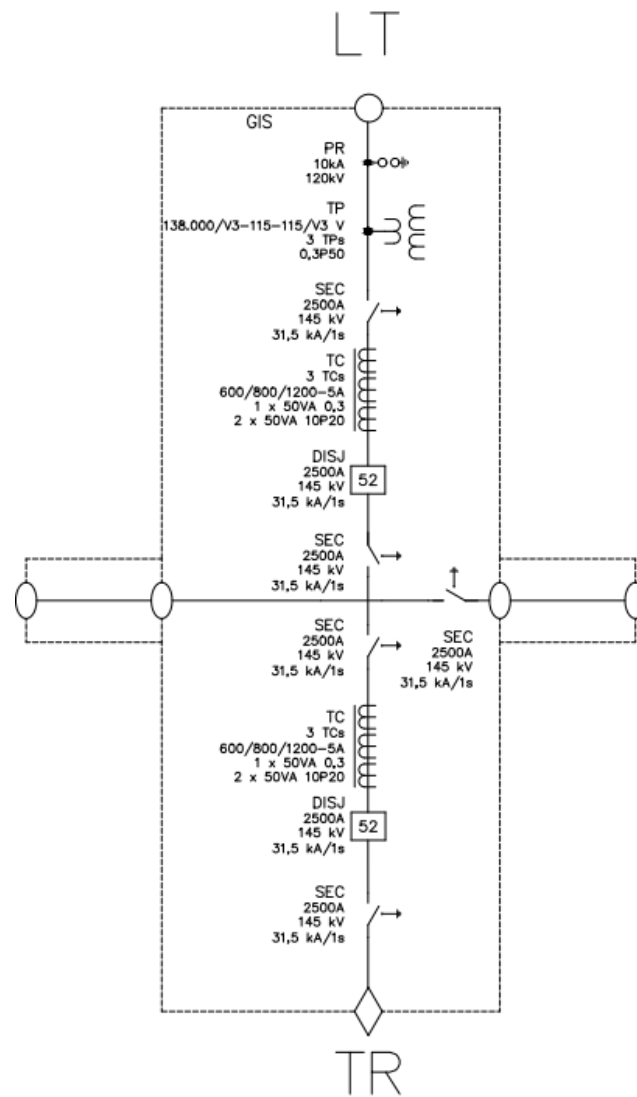 LT
GIS
PR
10kA
120kV
TP
138.000/V3-115-115/V3 V
3 TPs
0,3P50
SEC
2500A
145 kV
31,5 kA/1s
TC
3 TCs
600/800/1200-5A
1 x 50VA 0,3
2 x 50VA 10P20
DISJ
2500A
145 kV
31,5 kA/1s
52
SEC
2500A
145 kV
31,5 kA/1s
SEC
2500A
145 kV
31,5 kA/1s
SEC
2500A
145 kV
31,5 kA/1s
TC
3 TCs
600/800/1200-5A
1 x 50VA 0,3
2 x 50VA 10P20
DISJ
2500A
145 kV
31,5 kA/1s
52
SEC
2500A
145 kV
31,5 kA/1s
TR